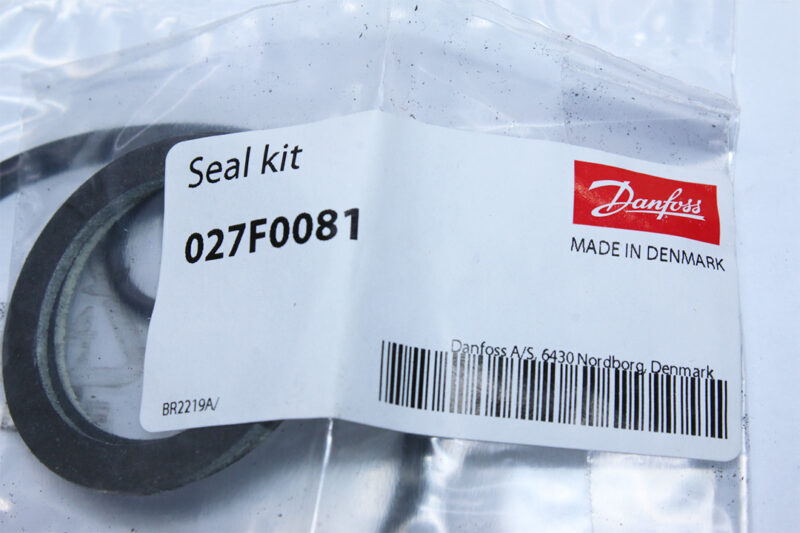 Seal kit
027F0081
Danfoss
MADE IN DENMARK
Danfoss A/S, 6430 Nordborg, Denmark
BR2219A/